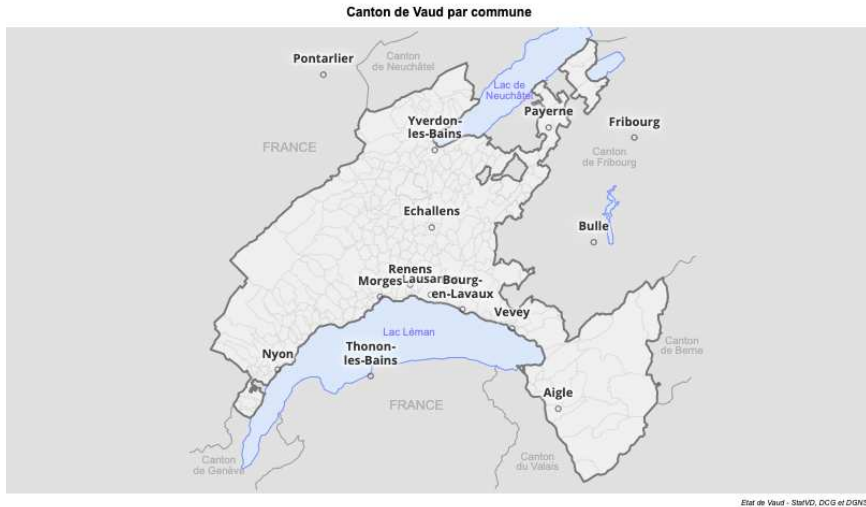 Canton de Vaud par commune
Pontarlier
Canton
de Neuchâtel
Lac de
Neuchâtel
Payerne
Fribourg
Yverdon-
les-Bains
FRANCE
Canton
de Fribourg
Echallens
Bulle
Renens
Morges
Lausanne
Bourg-
en-Lavaux
Vevey
Lac Léman
Nyon
Thonon-
les-Bains
Canton
de Berne
Aigle
FRANCE
Canton
de Genève
Canton
du Valais
Etat de Vaud - StatVD, DCG et DGNS